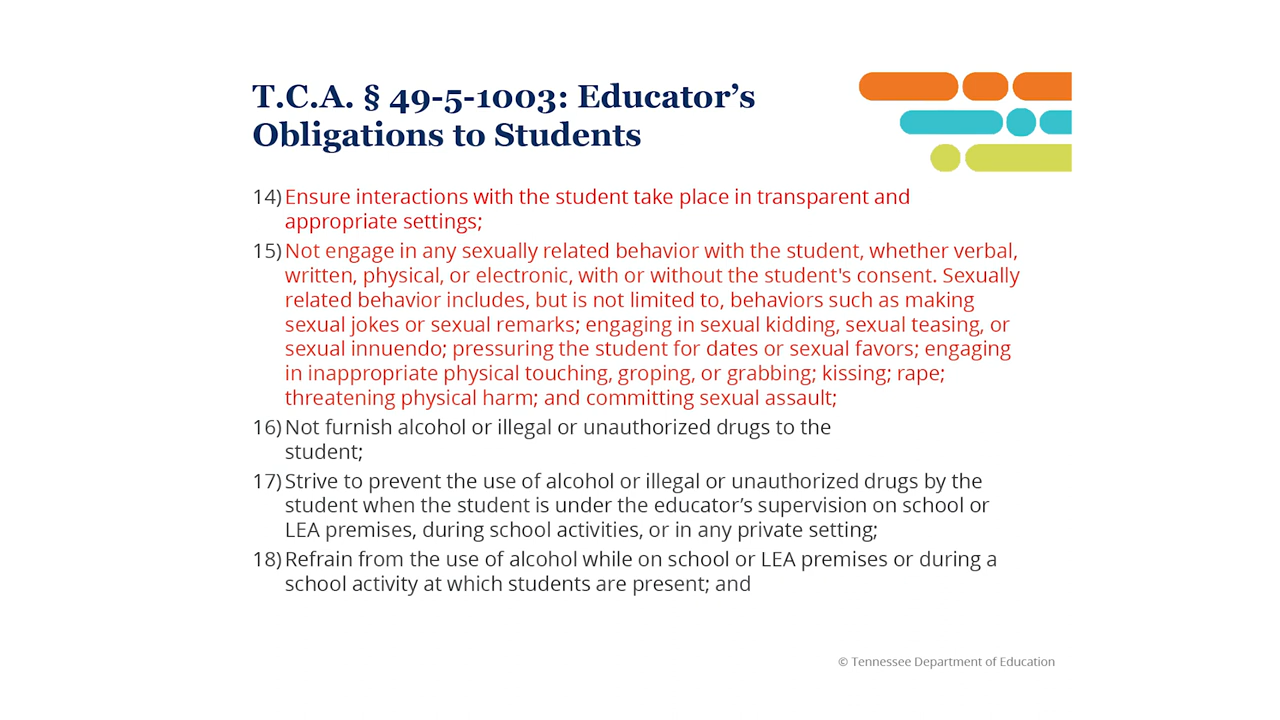 T.C.A. § 49-5-1003: Educator’s
Obligations to Students
14) Ensure interactions with the student take place in transparent and
appropriate settings;
15) Not engage in any sexually related behavior with the student, whether verbal,
written, physical, or electronic, with or without the student's consent. Sexually
related behavior includes, but is not limited to, behaviors such as making
sexual jokes or sexual remarks; engaging in sexual kidding, sexual teasing, or
sexual innuendo; pressuring the student for dates or sexual favors; engaging
in inappropriate physical touching, groping, or grabbing; kissing; rape;
threatening physical harm; and committing sexual assault;
16) Not furnish alcohol or illegal or unauthorized drugs to the
student;
17) Strive to prevent the use of alcohol or illegal or unauthorized drugs by the
student when the student is under the educator’s supervision on school or
LEA premises, during school activities, or in any private setting;
18) Refrain from the use of alcohol while on school or LEA premises or during a
school activity at which students are present; and
© Tennessee Department of Education